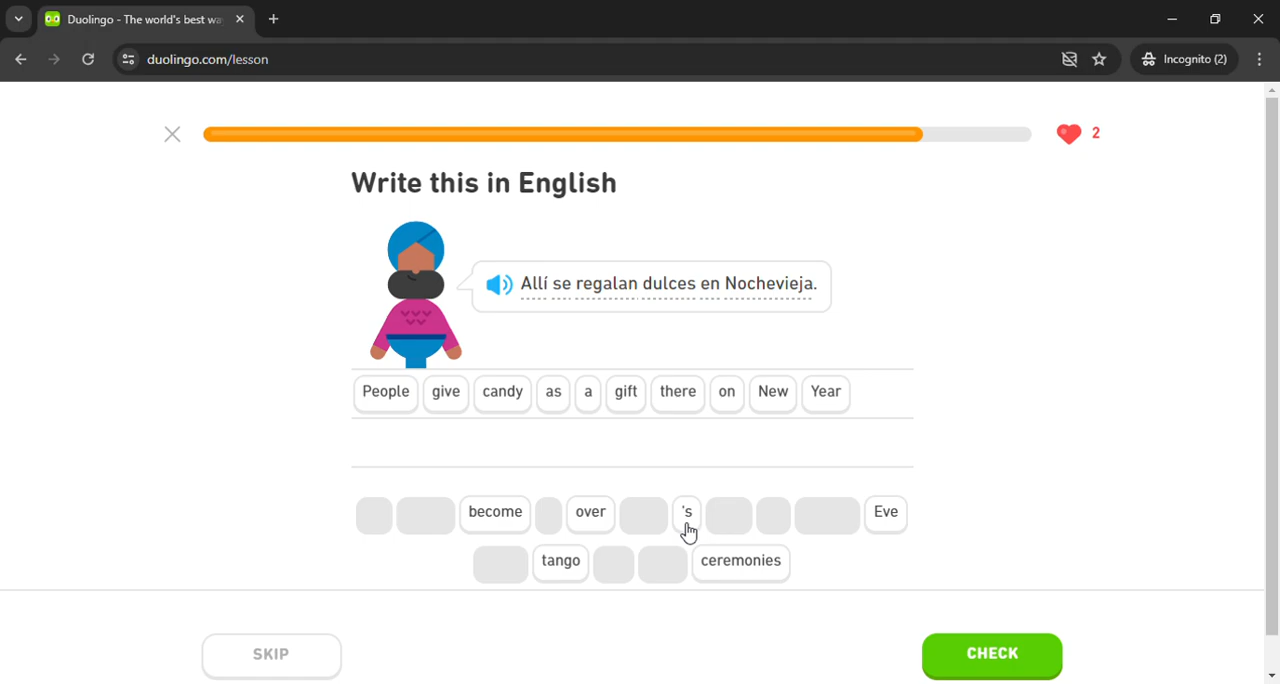 Duolingo - The world's best wa
duolingo.com/lesson
Incognito (2)
2
Write this in English
Allí se regalan dulces en Nochevieja.
People give candy as a gift there on New Year
become over 's Eve
tango ceremonies
SKIP CHECK